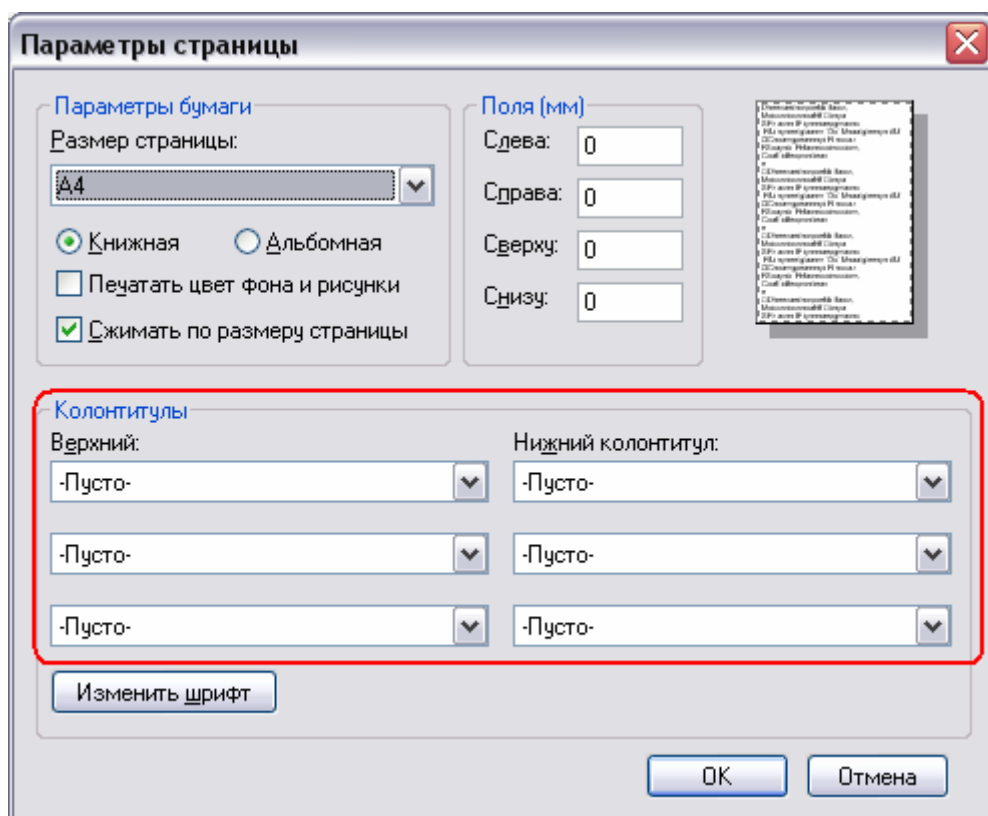 Параметры страницы
Параметры бумаги
Размер страницы:
A4
Книжная Альбомная
Печатать цвет фона и рисунки
Сжимать по размеру страницы
Поля (мм)
Слева: 0
Справа: 0
Сверху: 0
Снизу: 0
Колонтитулы
Верхний: Нижний колонтитул:
-Пусто- -Пусто-
-Пусто- -Пусто-
-Пусто- -Пусто-
Изменить шрифт
OK Отмена